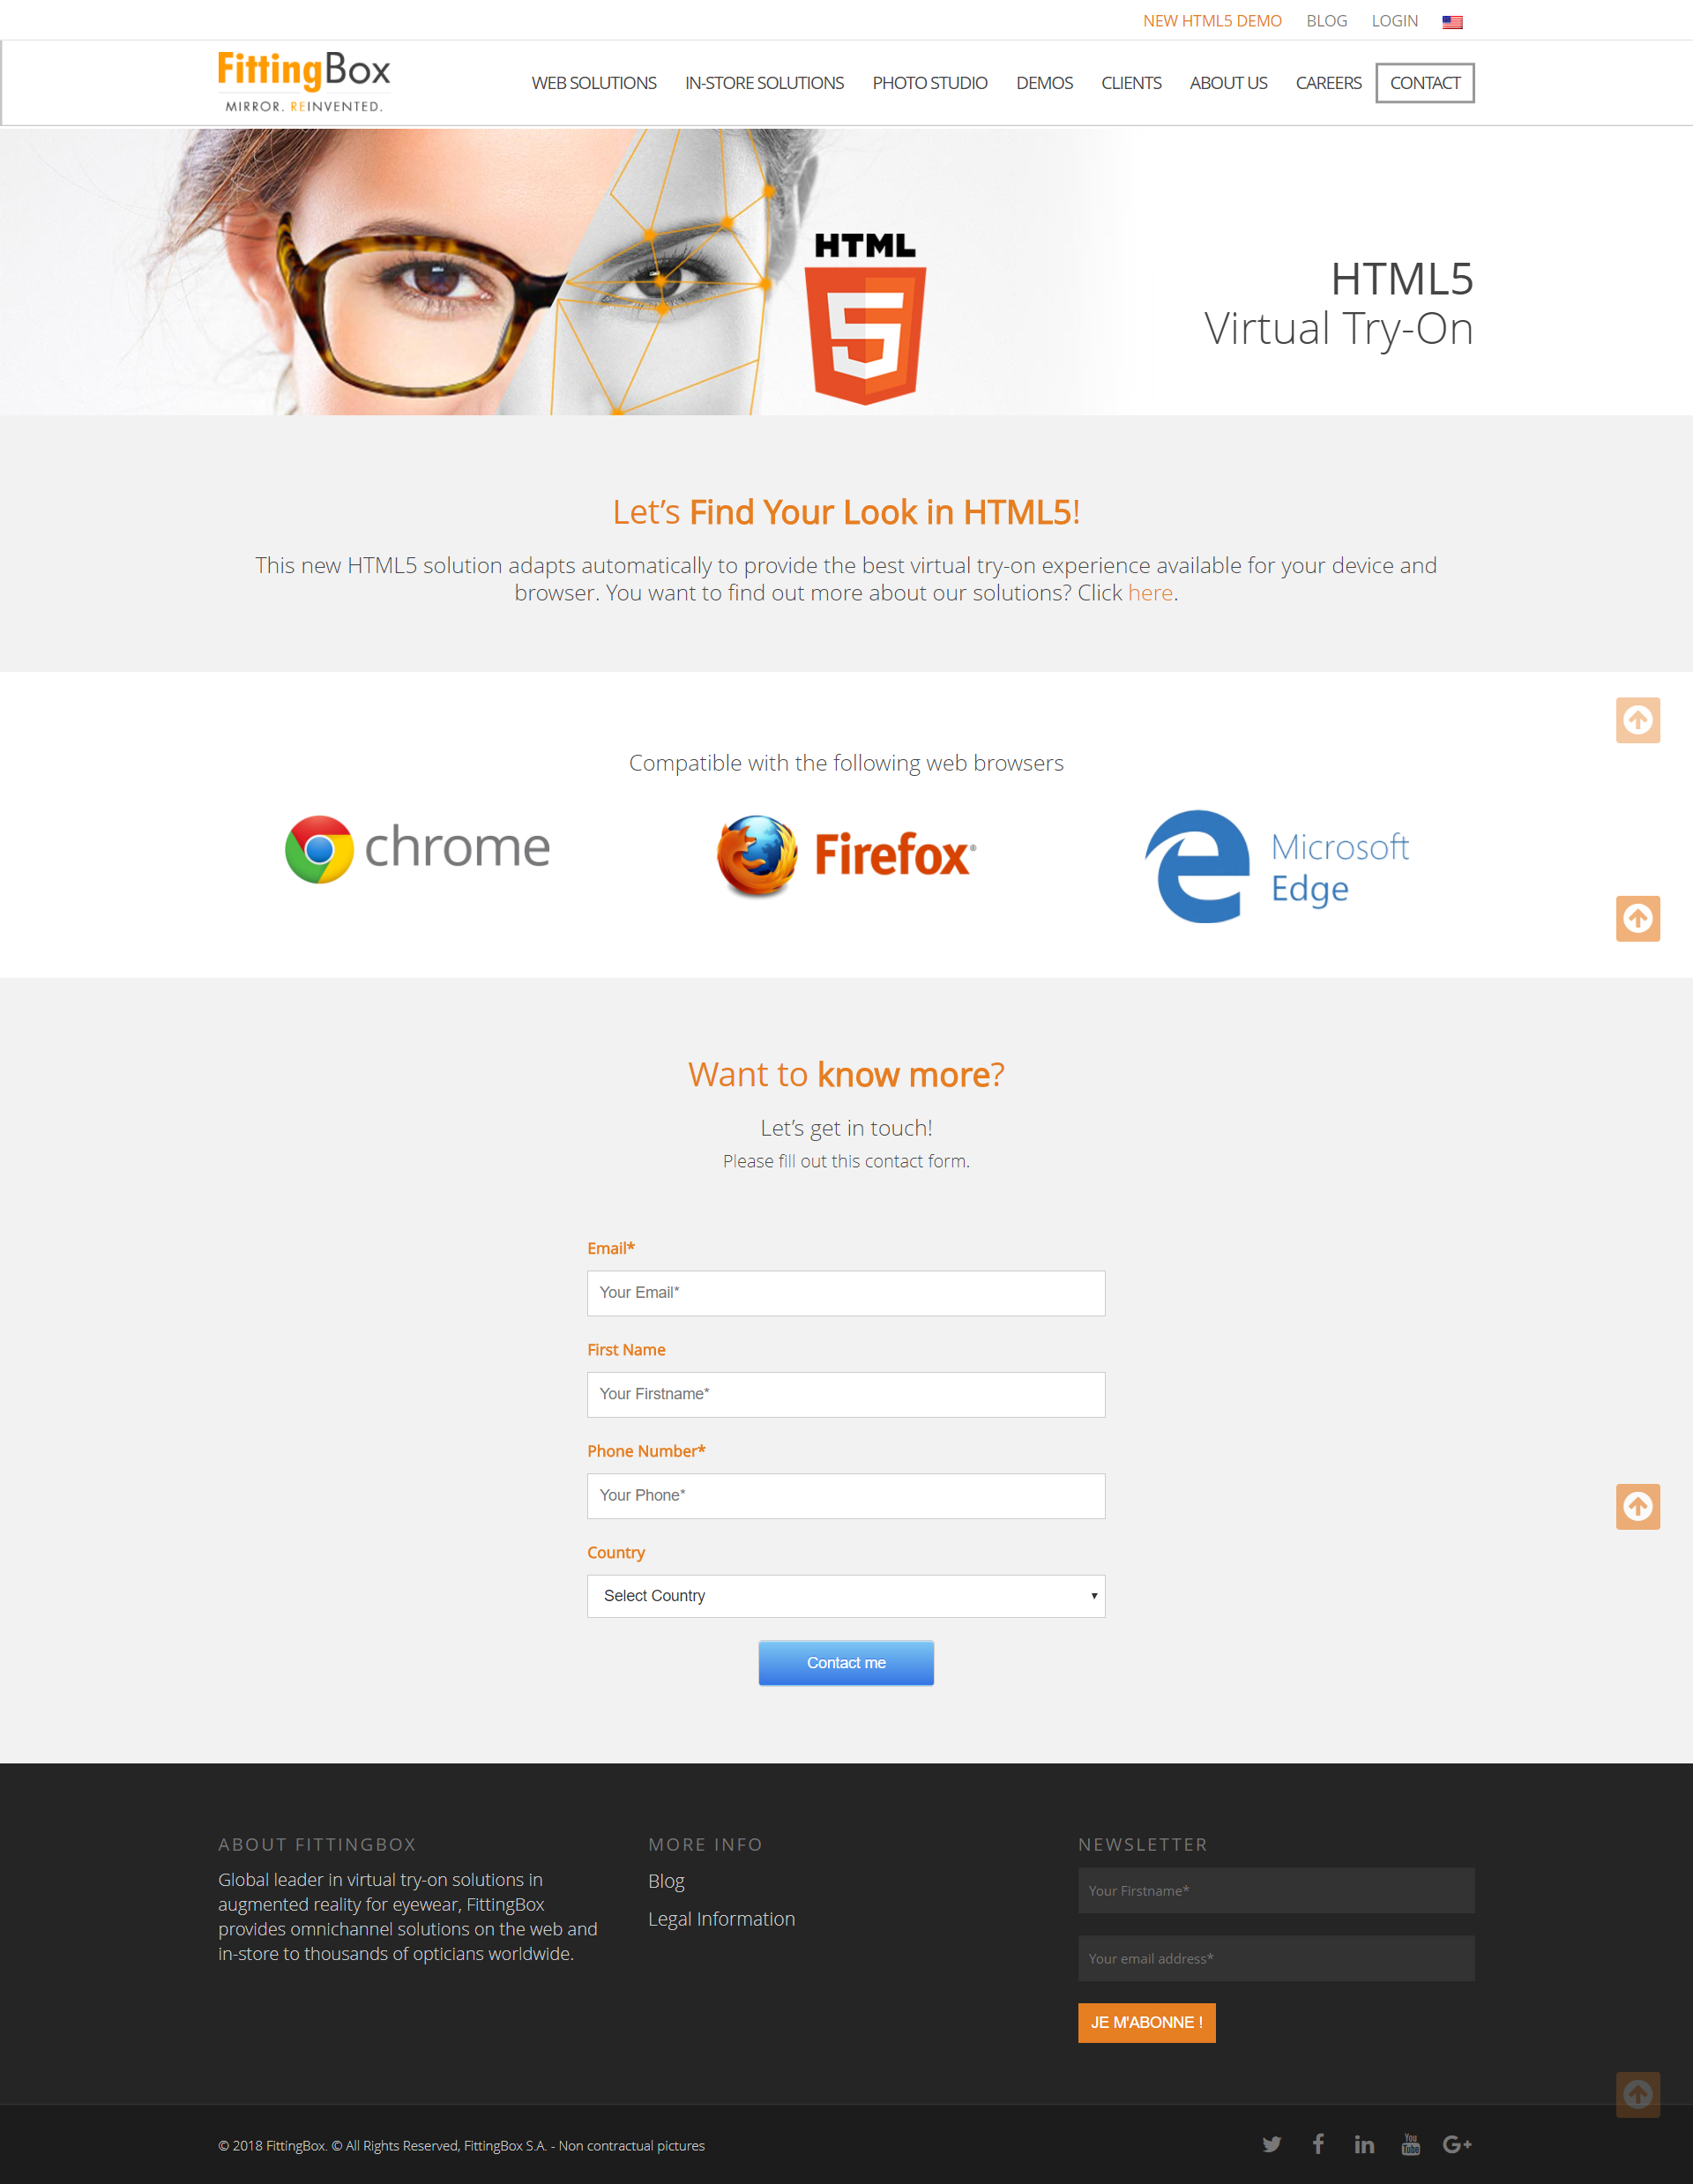 NEW HTML5 DEMO BLOG LOGIN
FittingBox
MIRROR. REINVENTED.
WEB SOLUTIONS IN-STORE SOLUTIONS PHOTO STUDIO DEMOS CLIENTS ABOUT US CAREERS CONTACT
HTML
5
HTML5
Virtual Try-On
Let’s Find Your Look in HTML5!
This new HTML5 solution adapts automatically to provide the best virtual try-on experience available for your device and
browser. You want to find out more about our solutions? Click here.
Compatible with the following web browsers
chrome
Firefox®
Microsoft
Edge
Want to know more?
Let’s get in touch!
Please fill out this contact form.
Email*
Your Email*
First Name
Your Firstname*
Phone Number*
Your Phone*
Country
Select Country
Contact me
ABOUT FITTINGBOX
Global leader in virtual try-on solutions in
augmented reality for eyewear, FittingBox
provides omnichannel solutions on the web and
in-store to thousands of opticians worldwide.
MORE INFO
Blog
Legal Information
NEWSLETTER
Your Firstname*
Your email address*
JE M'ABONNE !
© 2018 FittingBox. © All Rights Reserved, FittingBox S.A. - Non contractual pictures
You Tube
G+